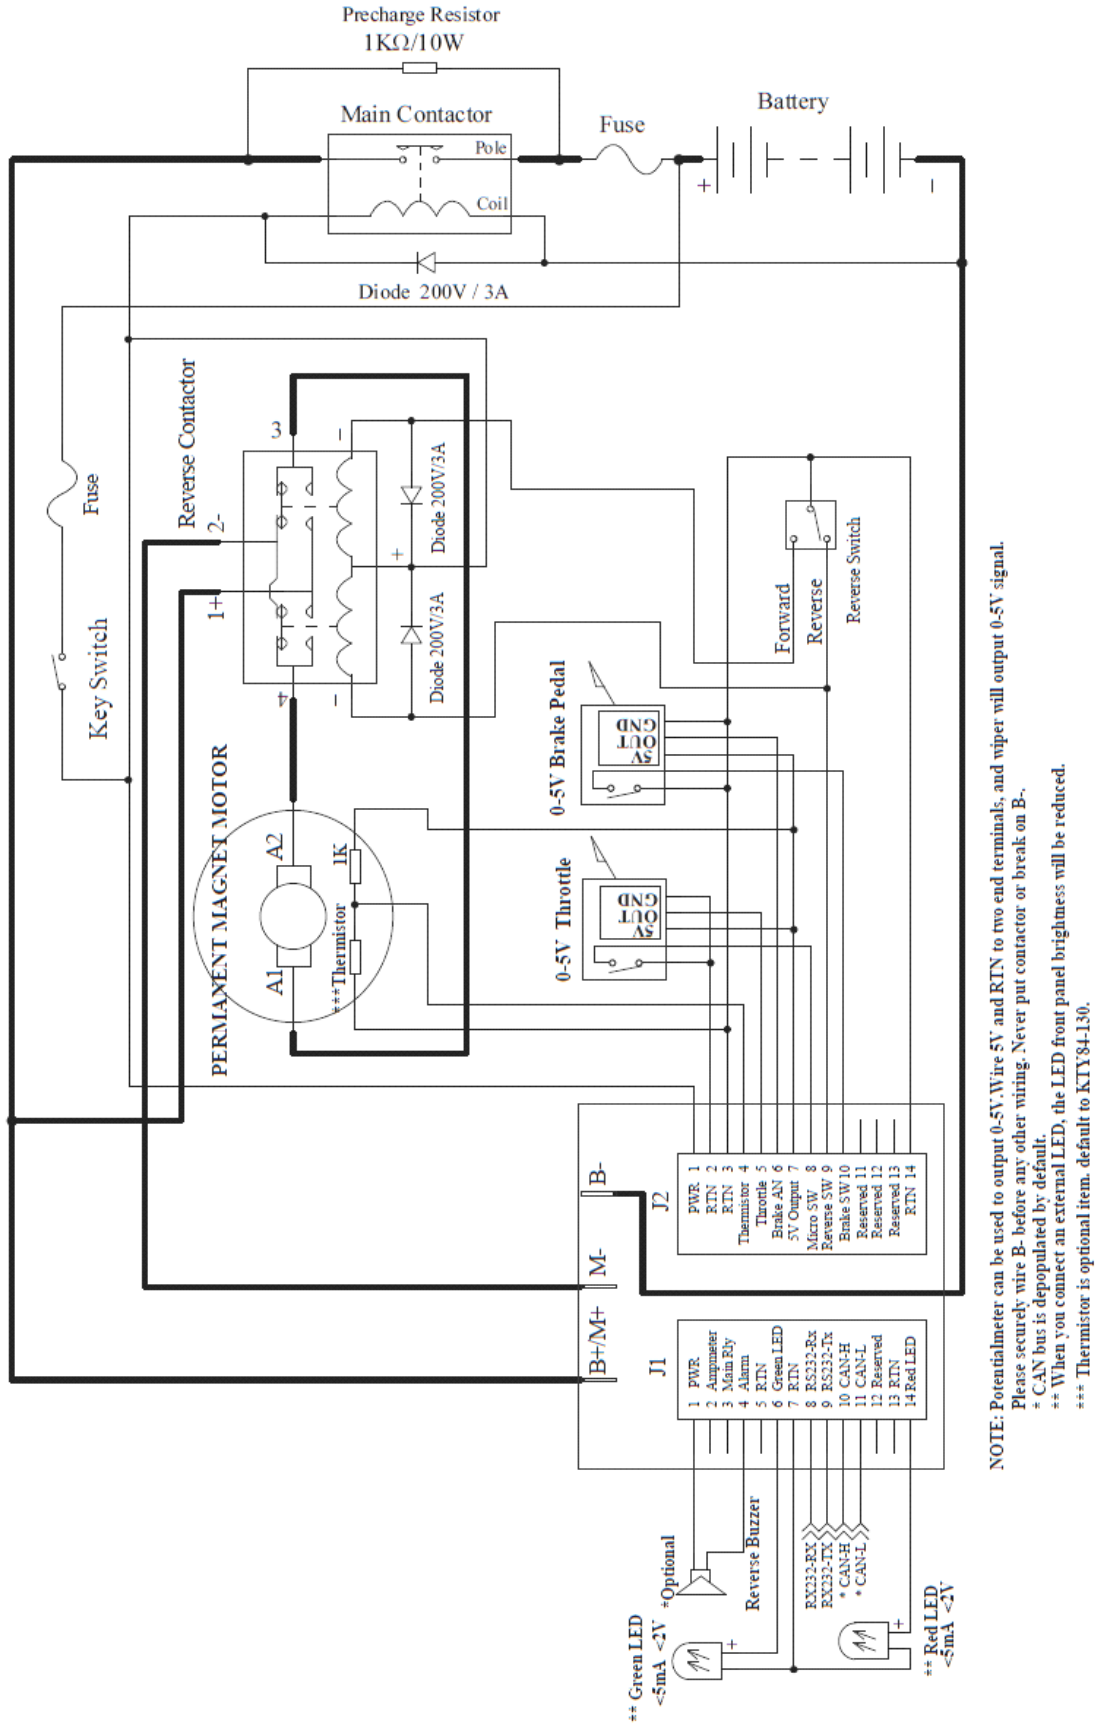 Precharge Resistor
1KΩ/10W
Main Contactor
Pole
Coil
Fuse
Battery
+
−
Diode 200V / 3A
Fuse
Key Switch
Reverse Contactor
1+
2-
3
4
−
+
−
Diode 200V/3A
Diode 200V/3A
PERMANENT MAGNET MOTOR
A1
A2
***Thermistor
1K
0-5V Throttle
5V
OUT
GND
0-5V Brake Pedal
5V
OUT
GND
Forward
Reverse
Reverse Switch
B+/M+
M-
B-
J2
PWR 1
RTN 2
RTN 3
Thermistor 4
Throttle 5
Brake AN 6
5V Output 7
Micro SW 8
Reverse SW 9
Brake SW 10
Reserved 11
Reserved 12
Reserved 13
RTN 14
J1
1 PWR
2 Ampmeter
3 Main Rly
4 Alarm
5 RTN
6 Green LED
7 RTN
8 RS232-Rx
9 RS232-Tx
10 CAN-H
11 CAN-L
12 Reserved
13 RTN
14 Red LED
*Optional
Reverse Buzzer
RX232-RX
RX232-TX
* CAN-H
* CAN-L
** Green LED
<5mA <2V
+
** Red LED
<5mA <2V
+
NOTE: Potentialmeter can be used to output 0-5V.Wire 5V and RTN to two end terminals, and wiper will output 0-5V signal.
Please securely wire B- before any other wiring. Never put contactor or break on B-.
* CAN bus is depopulated by default.
** When you connect an external LED, the LED front panel brightness will be reduced.
*** Thermistor is optional item. default to KTY84-130.